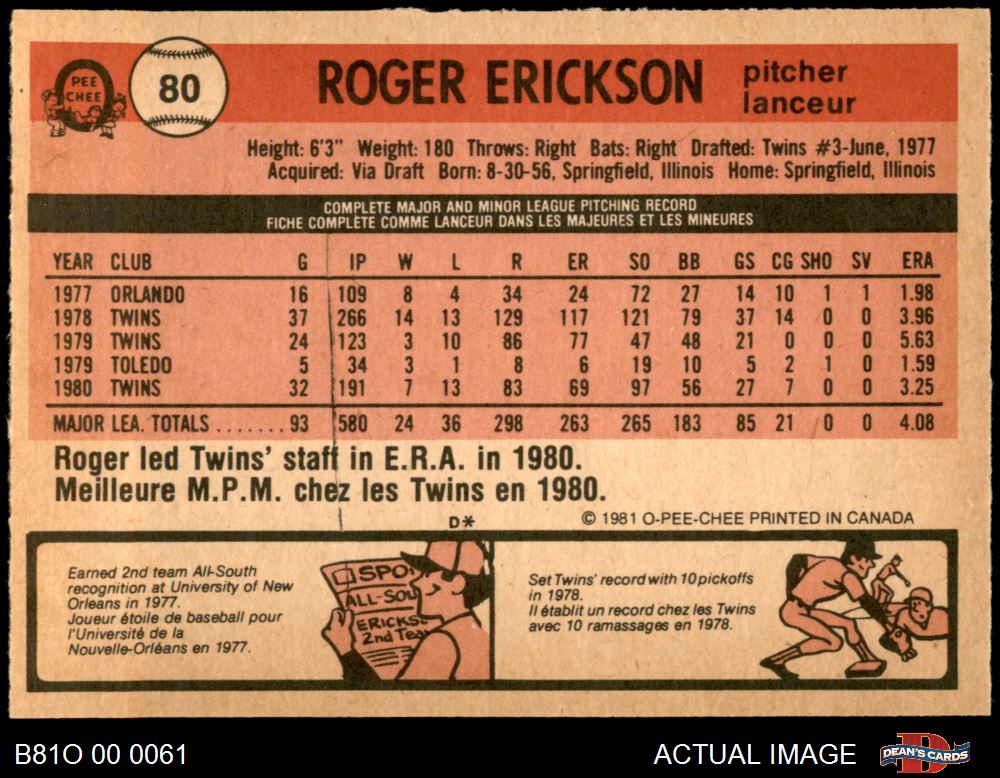 PEE
CHEE
80
ROGER ERICKSON
pitcher
lanceur
Height: 6'3" Weight: 180 Throws: Right Bats: Right Drafted: Twins #3-June, 1977
Acquired: Via Draft Born: 8-30-56, Springfield, Illinois Home: Springfield, Illinois
COMPLETE MAJOR AND MINOR LEAGUE PITCHING RECORD
FICHE COMPLETE COMME LANCEUR DANS LES MAJEURES ET LES MINEURES
YEAR CLUB G IP W L R ER SO BB GS CG SHO SV ERA
1977 ORLANDO 16 109 8 4 34 24 72 27 14 10 1 1 1.98
1978 TWINS 37 266 14 13 129 117 121 79 37 14 0 0 3.96
1979 TWINS 24 123 3 10 86 77 47 48 21 0 0 0 5.63
1979 TOLEDO 5 34 3 1 8 6 19 10 5 2 1 0 1.59
1980 TWINS 32 191 7 13 83 69 97 56 27 7 0 0 3.25
MAJOR LEA. TOTALS ....... 93 580 24 36 298 263 265 183 85 21 0 0 4.08
Roger led Twins' staff in E.R.A. in 1980.
Meilleure M.P.M. chez les Twins en 1980.
D* © 1981 O-PEE-CHEE PRINTED IN CANADA
Earned 2nd team All-South
recognition at University of New
Orleans in 1977.
Joueur étoile de baseball pour
l'Université de la
Nouvelle-Orléans en 1977.
SPO
ALL-SOU
ERICKS
2nd Tea
Set Twins' record with 10 pickoffs
in 1978.
Il établit un record chez les Twins
avec 10 ramassages en 1978.
B81O 00 0061
ACTUAL IMAGE
D
DEAN'S CARDS